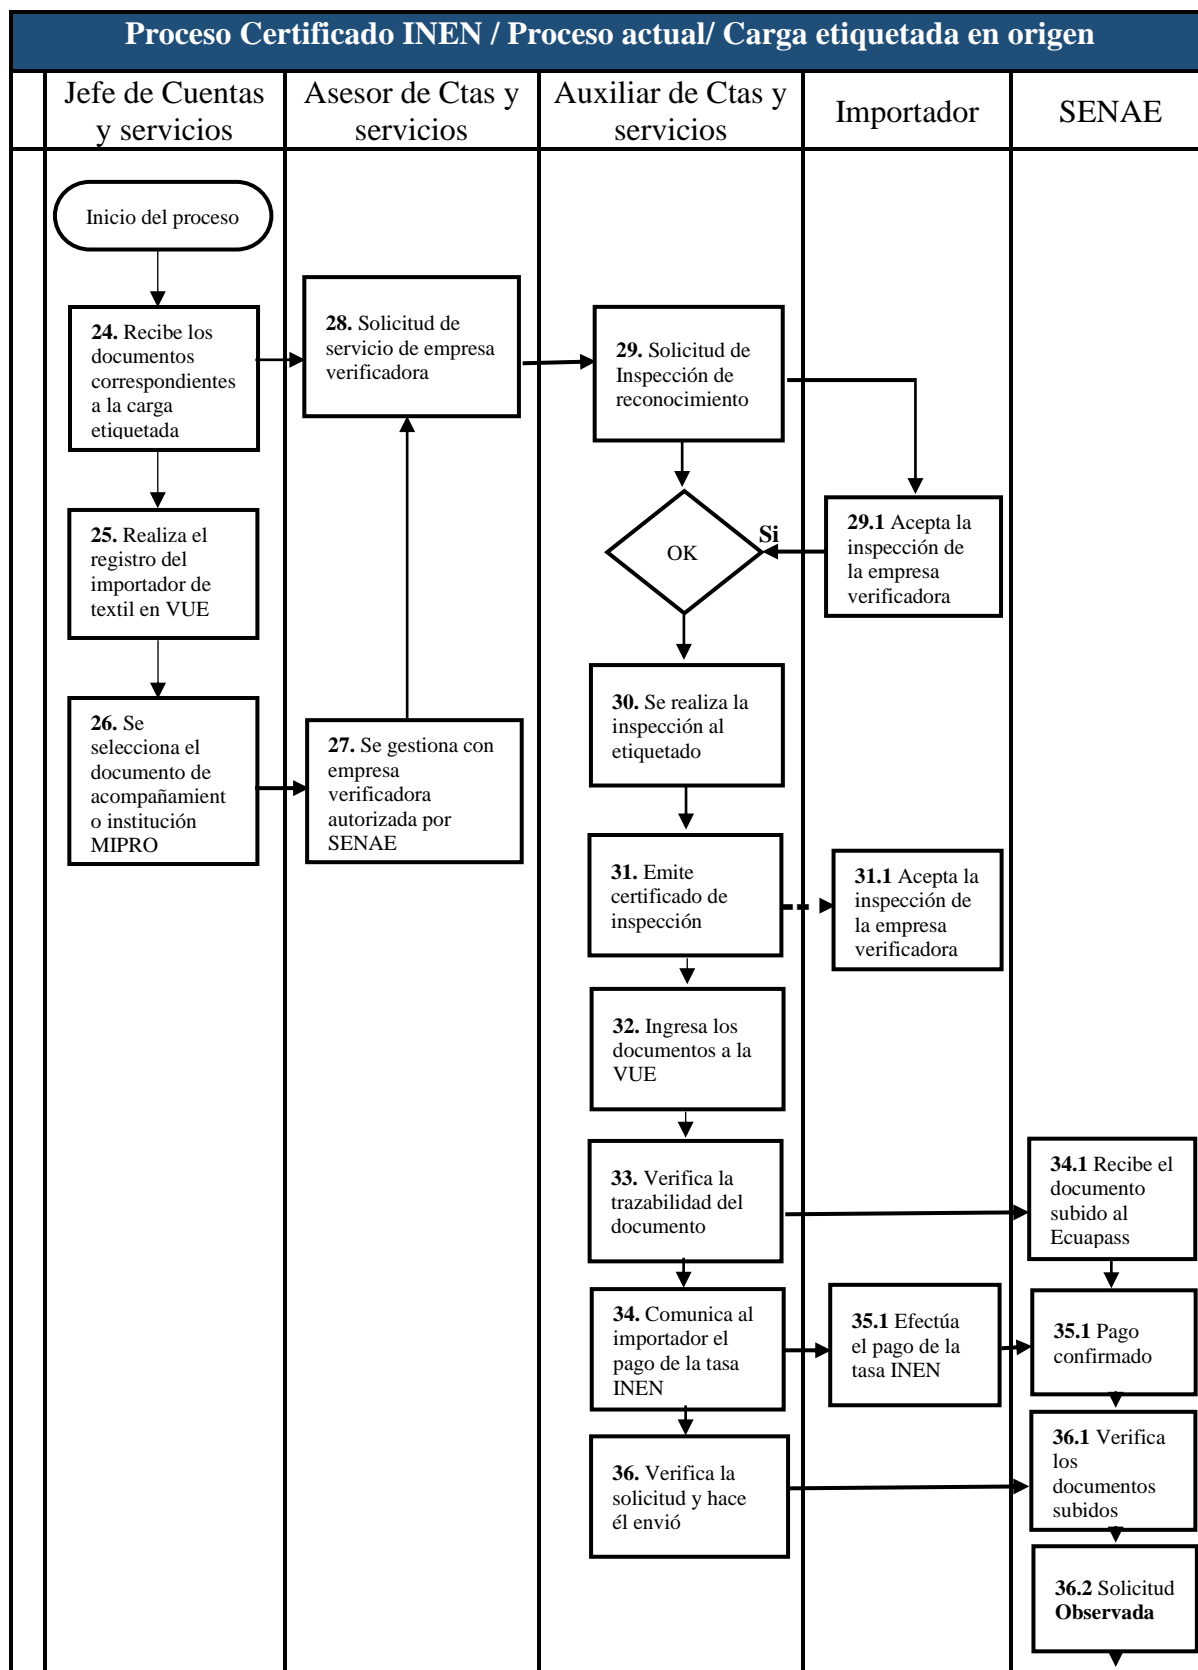 Proceso Certificado INEN / Proceso actual/ Carga etiquetada en origen
Jefe de Cuentas
y servicios
Asesor de Ctas y
servicios
Auxiliar de Ctas y
servicios
Importador
SENAE
Inicio del proceso
24. Recibe los
documentos
correspondientes
a la carga
etiquetada
28. Solicitud de
servicio de empresa
verificadora
29. Solicitud de
Inspección de
reconocimiento
25. Realiza el
registro del
importador de
textil en VUE
OK
Si
29.1 Acepta la
inspección de
la empresa
verificadora
26. Se
selecciona el
documento de
acompañamient
o institución
MIPRO
27. Se gestiona con
empresa
verificadora
autorizada por
SENAE
30. Se realiza la
inspección al
etiquetado
31. Emite
certificado de
inspección
31.1 Acepta la
inspección de
la empresa
verificadora
32. Ingresa los
documentos a la
VUE
33. Verifica la
trazabilidad del
documento
34.1 Recibe el
documento
subido al
Ecuapass
34. Comunica al
importador el
pago de la tasa
INEN
35.1 Efectúa
el pago de la
tasa INEN
35.1 Pago
confirmado
36. Verifica la
solicitud y hace
él envió
36.1 Verifica
los
documentos
subidos
36.2 Solicitud
Observada